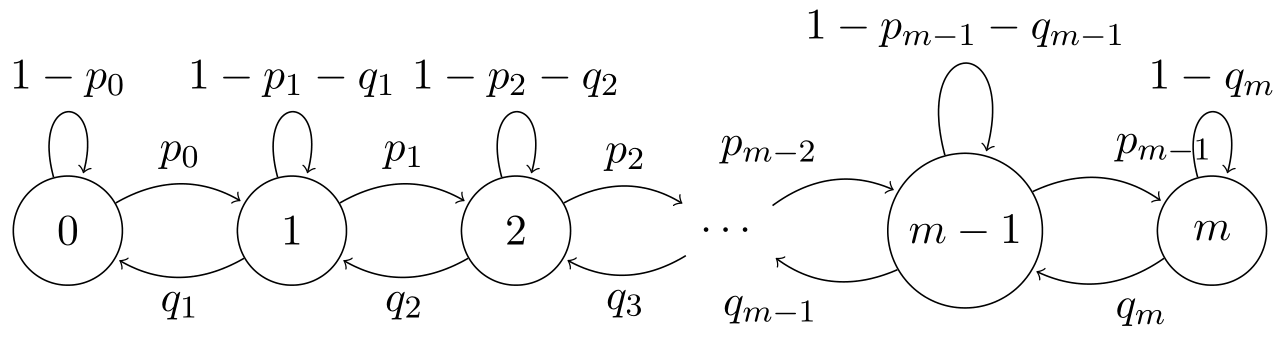 1 − p_{m−1} − q_{m−1}
1 − p_0 1 − p_1 − q_1 1 − p_2 − q_2 1 − q_m
p_0 p_1 p_2 p_{m−2} p_{m−1}
0 1 2 ⋯ m − 1 m
q_1 q_2 q_3 q_{m−1} q_m